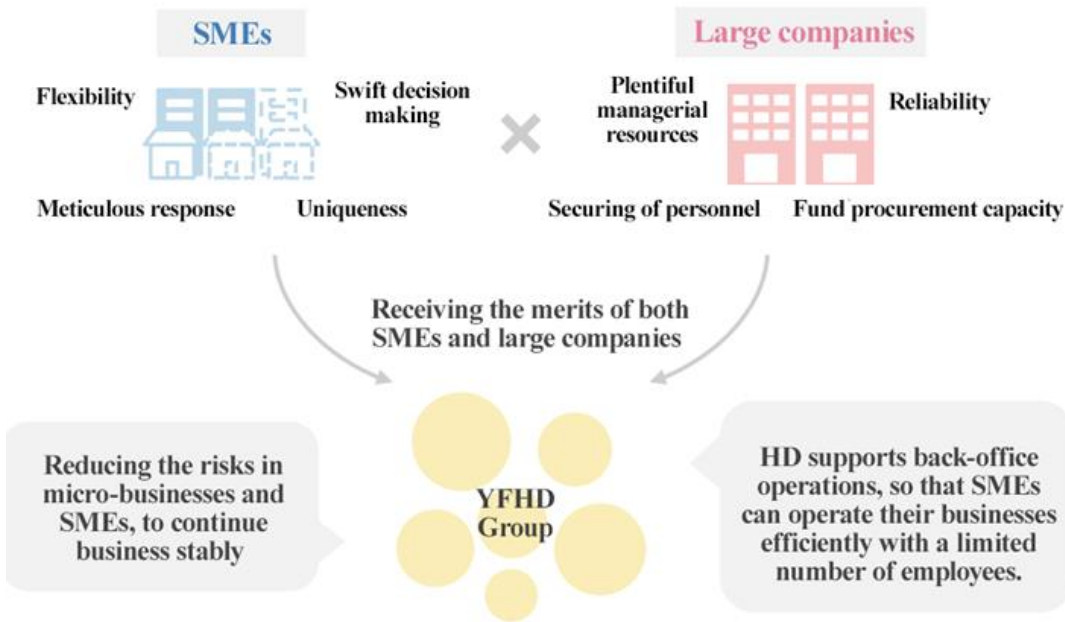 SMEs
Large companies
Flexibility
Swift decision
making
Plentiful
managerial
resources
Reliability
Meticulous response
Uniqueness
Securing of personnel
Fund procurement capacity
Receiving the merits of both
SMEs and large companies
Reducing the risks in
micro-businesses and
SMEs, to continue
business stably
YFHD
Group
HD supports back-office
operations, so that SMEs
can operate their businesses
efficiently with a limited
number of employees.